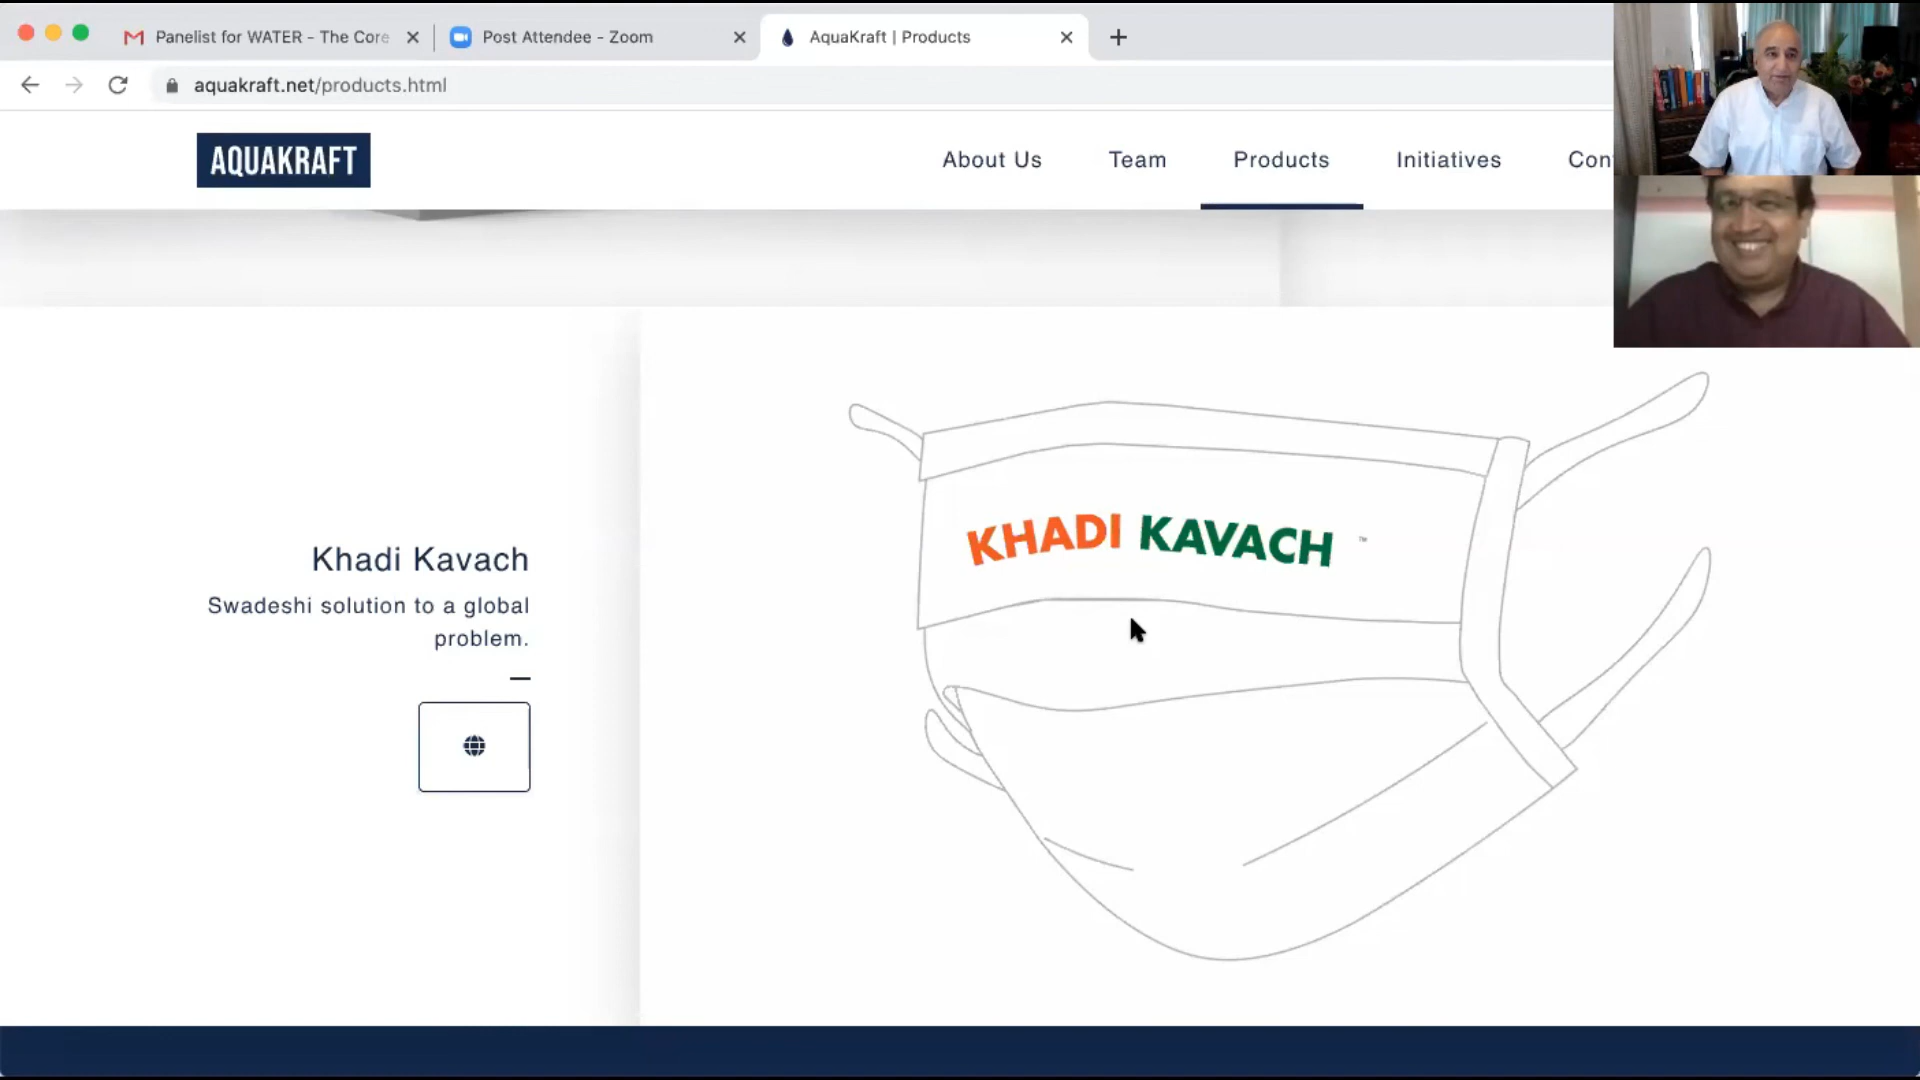 Panelist for WATER - The Core
Post Attendee - Zoom
AquaKraft | Products
aquakraft.net/products.html
AQUAKRAFT
About Us
Team
Products
Initiatives
Con
Khadi Kavach
Swadeshi solution to a global
problem.
KHADI KAVACH ™